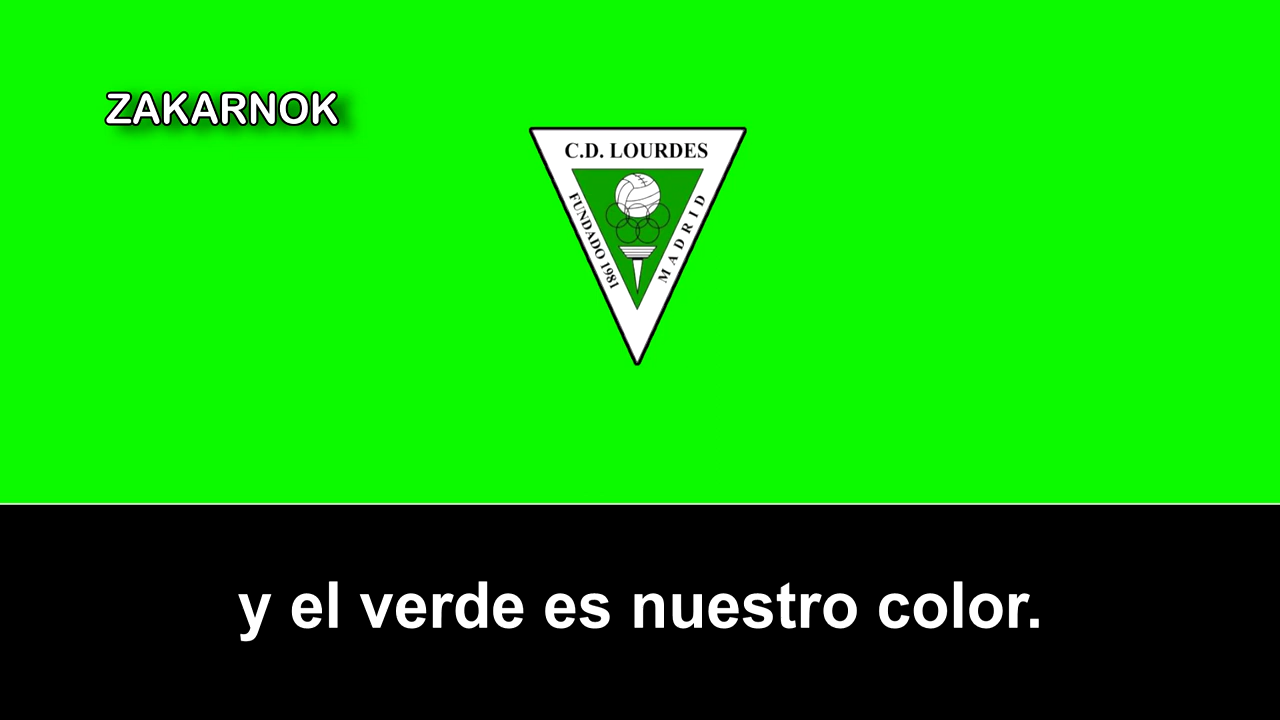 ZAKARNOK
C.D. LOURDES
FUNDADO 1981
MADRID
y el verde es nuestro color.